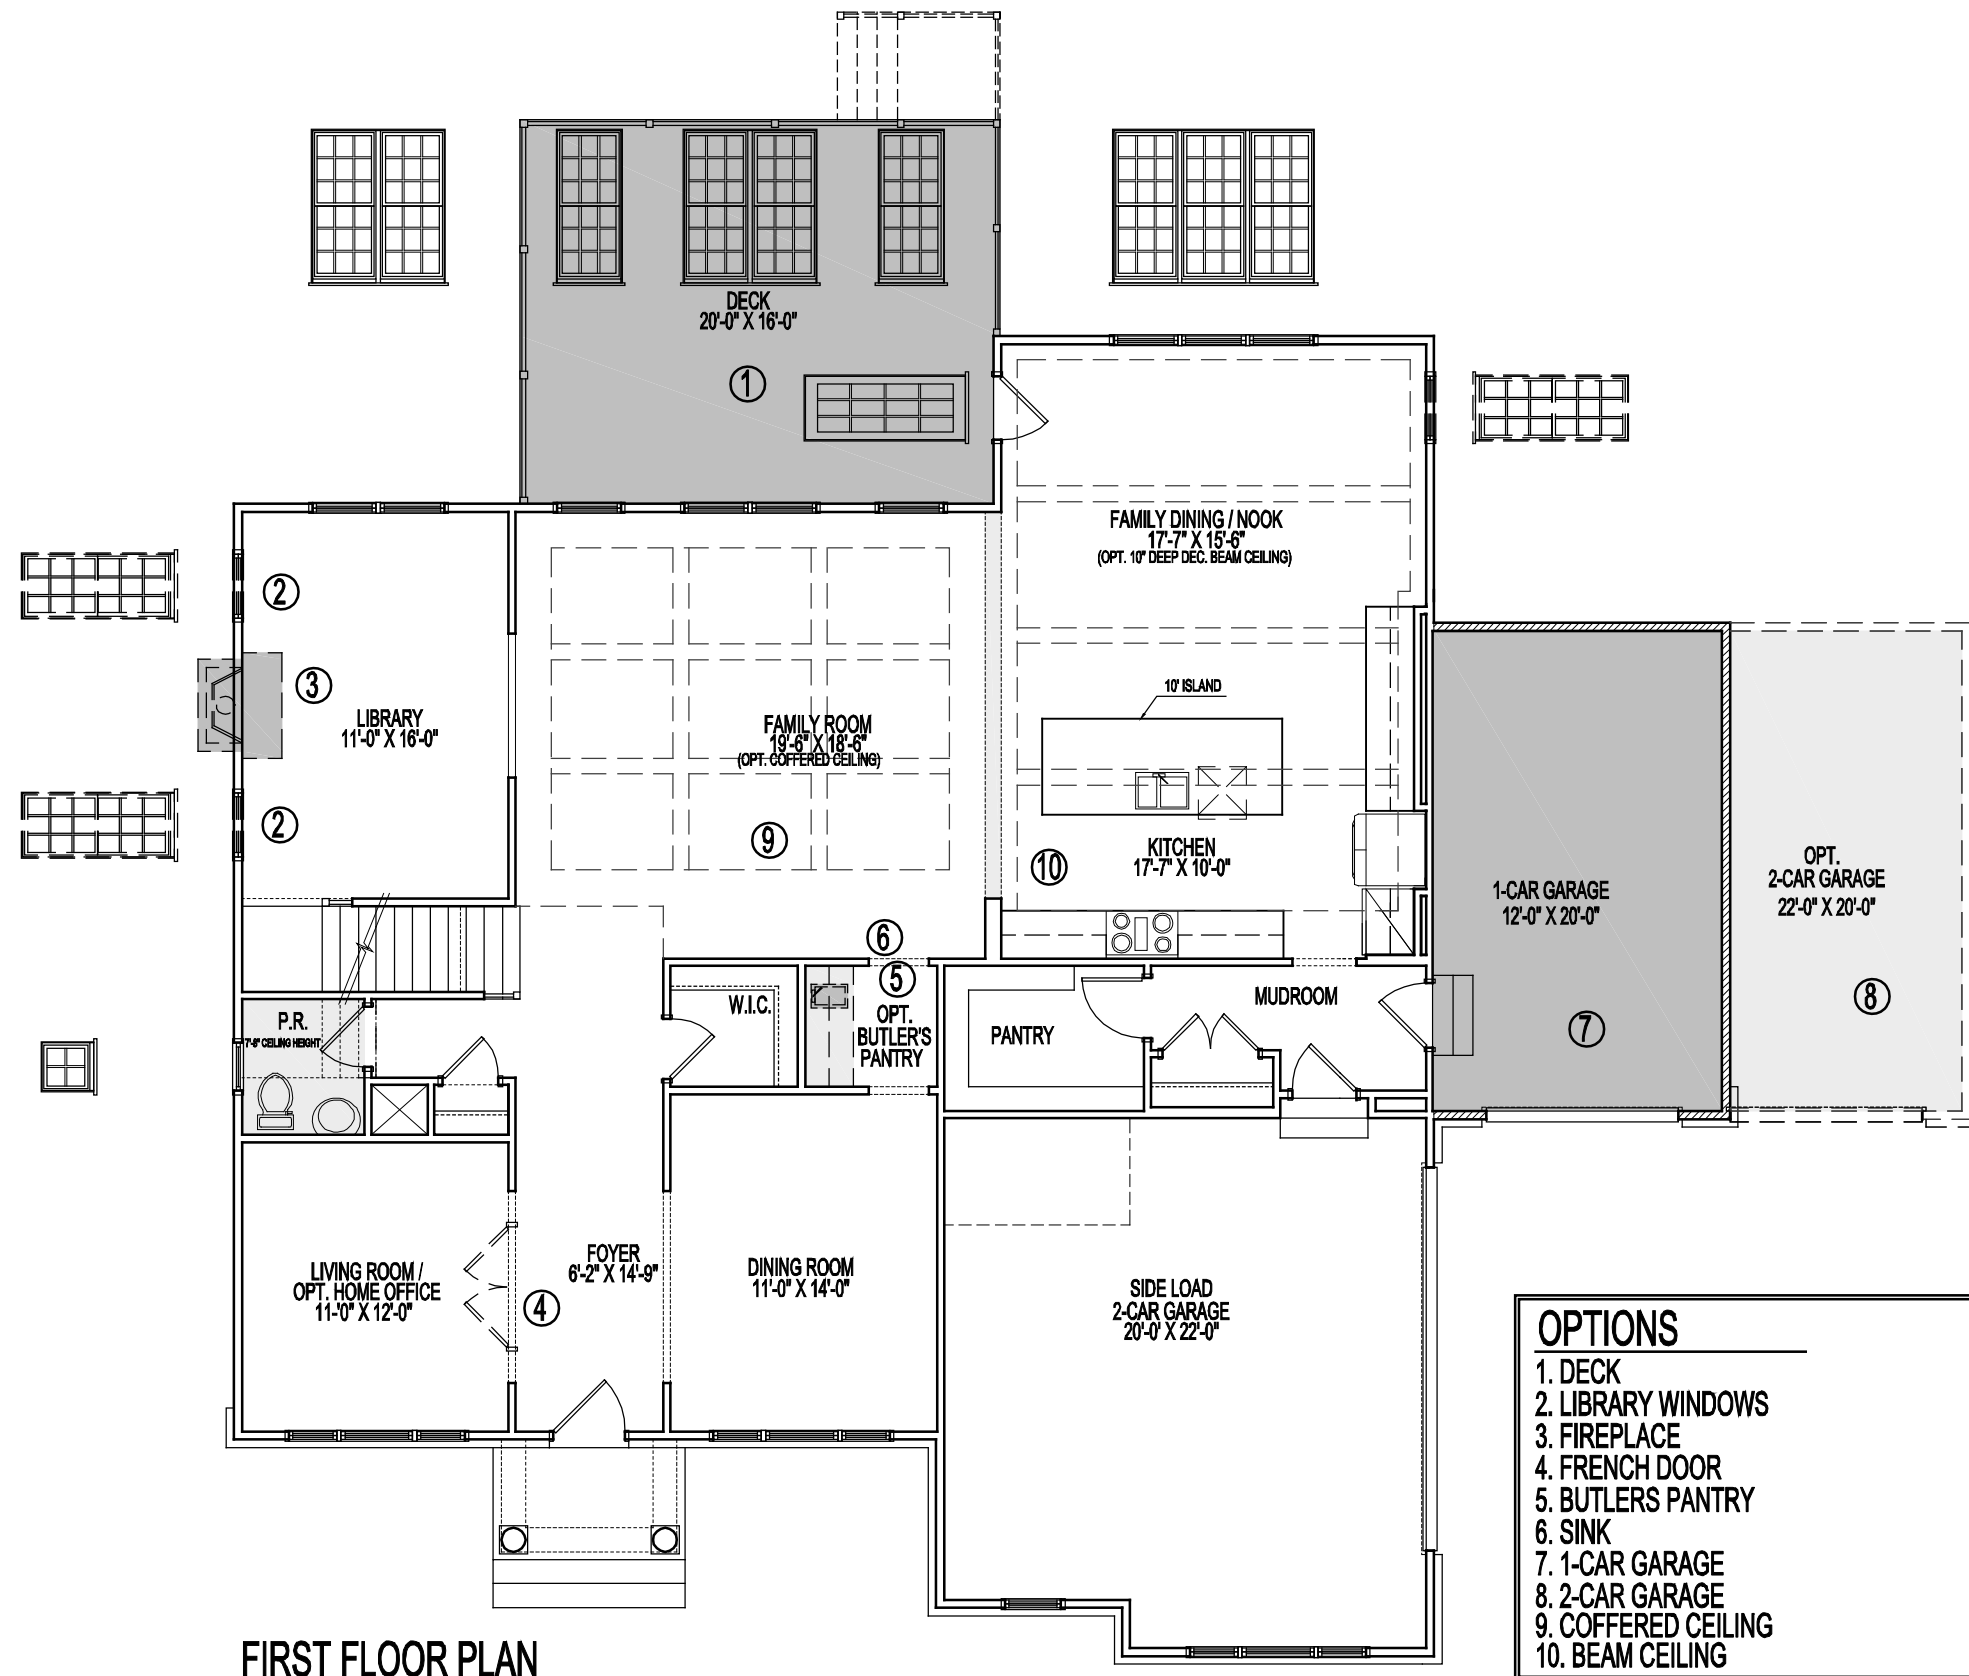 DECK
20'-0" X 16'-0"
1
FAMILY DINING / NOOK
17'-7" X 15'-6"
(OPT. 10" DEEP DEC. BEAM CEILING)
2
3
LIBRARY
11'-0" X 16'-0"
2
FAMILY ROOM
19'-6" X 18'-6"
(OPT. COFFERED CEILING)
9
10' ISLAND
KITCHEN
17'-7" X 10'-0"
10
1-CAR GARAGE
12'-0" X 20'-0"
7
OPT.
2-CAR GARAGE
22'-0" X 20'-0"
8
6
5
OPT.
BUTLER'S
PANTRY
W.I.C.
PANTRY
MUDROOM
P.R.
7'-8" CEILING HEIGHT
LIVING ROOM /
OPT. HOME OFFICE
11-'0" X 12'-0"
4
FOYER
6'-2" X 14'-9"
DINING ROOM
11'-0" X 14'-0"
SIDE LOAD
2-CAR GARAGE
20'-0' X 22'-0"
OPTIONS
1. DECK
2. LIBRARY WINDOWS
3. FIREPLACE
4. FRENCH DOOR
5. BUTLERS PANTRY
6. SINK
7. 1-CAR GARAGE
8. 2-CAR GARAGE
9. COFFERED CEILING
10. BEAM CEILING
FIRST FLOOR PLAN